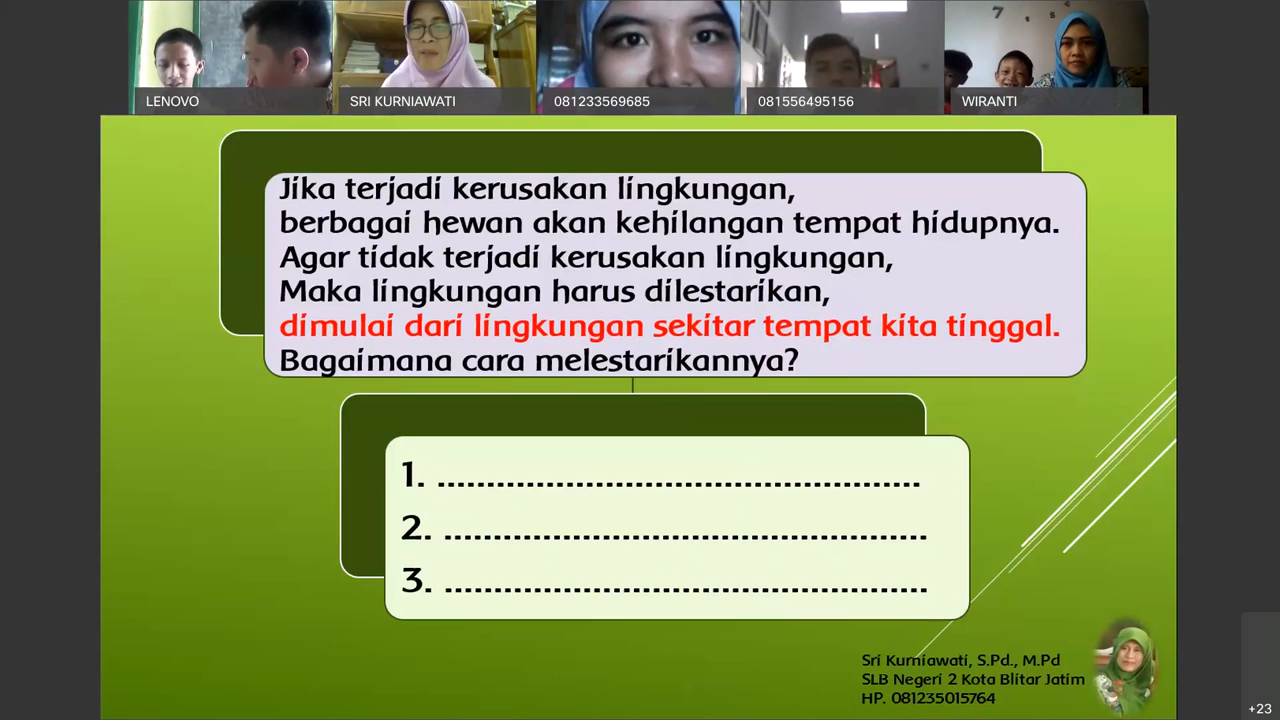 LENOVO
SRI KURNIAWATI
081233569685
081556495156
WIRANTI
Jika terjadi kerusakan lingkungan,
berbagai hewan akan kehilangan tempat hidupnya.
Agar tidak terjadi kerusakan lingkungan,
Maka lingkungan harus dilestarikan,
dimulai dari lingkungan sekitar tempat kita tinggal.
Bagaimana cara melestarikannya?
1. .................................................
2. .................................................
3. .................................................
Sri Kurniawati, S.Pd., M.Pd
SLB Negeri 2 Kota Blitar Jatim
HP. 081235015764
+23